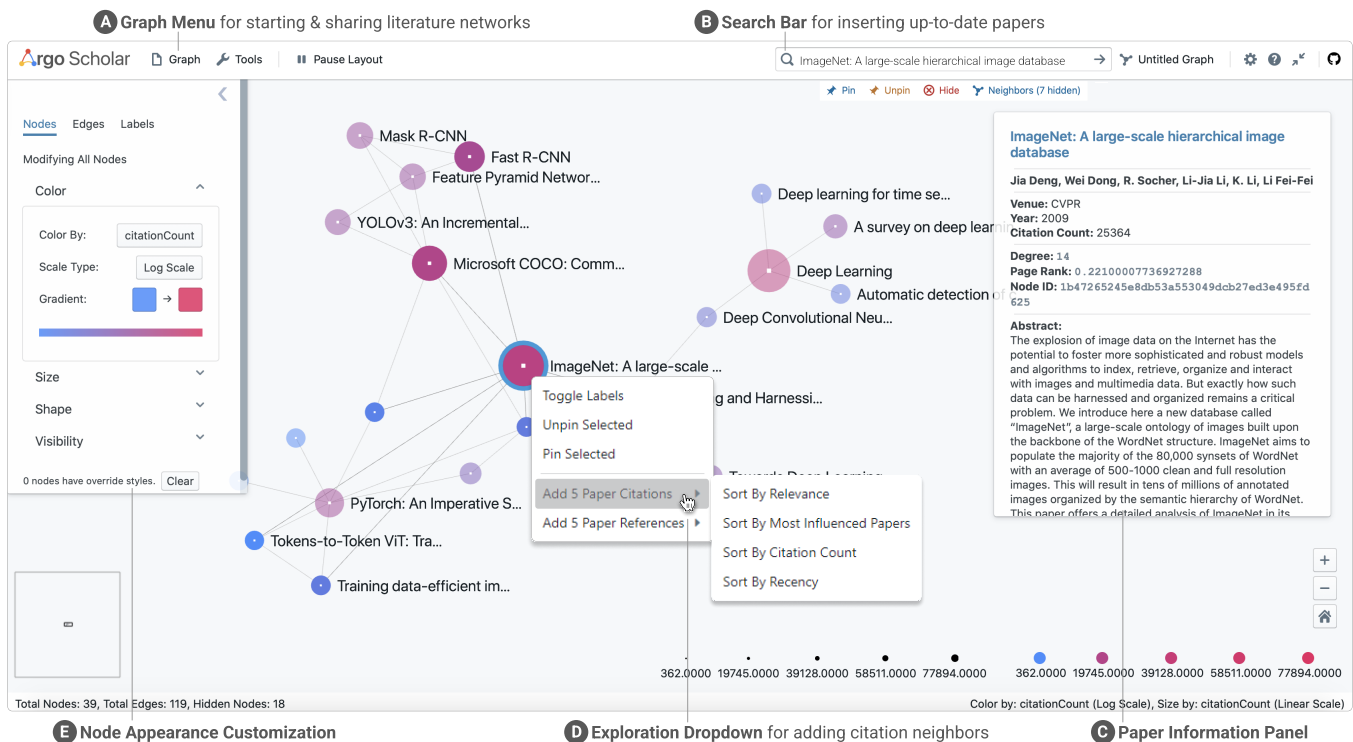 A Graph Menu for starting & sharing literature networks
B Search Bar for inserting up-to-date papers
Argo Scholar
Graph
Tools
Pause Layout
ImageNet: A large-scale hierarchical image database
Untitled Graph
Pin
Unpin
Hide
Neighbors (7 hidden)
Nodes
Edges
Labels
Modifying All Nodes
Color
Color By:
citationCount
Scale Type:
Log Scale
Gradient:
Size
Shape
Visibility
0 nodes have override styles.
Clear
Mask R-CNN
Fast R-CNN
Feature Pyramid Networ...
YOLOv3: An Incremental...
Microsoft COCO: Comm...
Deep learning for time se...
A survey on deep learnin
Deep Learning
Automatic detection of
Deep Convolutional Neu...
ImageNet: A large-scale ...
g and Harnessi...
Towards Deep Learning
PyTorch: An Imperative S...
Tokens-to-Token ViT: Tra...
Training data-efficient im...
Toggle Labels
Unpin Selected
Pin Selected
Add 5 Paper Citations
Add 5 Paper References
Sort By Relevance
Sort By Most Influenced Papers
Sort By Citation Count
Sort By Recency
ImageNet: A large-scale hierarchical image
database
Jia Deng, Wei Dong, R. Socher, Li-Jia Li, K. Li, Li Fei-Fei
Venue: CVPR
Year: 2009
Citation Count: 25364
Degree: 14
Page Rank: 0.22100007736927288
Node ID: 1b47265245e8db53a553049dcb27ed3e495fd
625
Abstract:
The explosion of image data on the Internet has the
potential to foster more sophisticated and robust models
and algorithms to index, retrieve, organize and interact
with images and multimedia data. But exactly how such
data can be harnessed and organized remains a critical
problem. We introduce here a new database called
“ImageNet”, a large-scale ontology of images built upon
the backbone of the WordNet structure. ImageNet aims to
populate the majority of the 80,000 synsets of WordNet
with an average of 500-1000 clean and full resolution
images. This will result in tens of millions of annotated
images organized by the semantic hierarchy of WordNet.
This paper offers a detailed analysis of ImageNet in its
362.0000 19745.0000 39128.0000 58511.0000 77894.0000
362.0000 19745.0000 39128.0000 58511.0000 77894.0000
Total Nodes: 39, Total Edges: 119, Hidden Nodes: 18
Color by: citationCount (Log Scale), Size by: citationCount (Linear Scale)
E Node Appearance Customization
D Exploration Dropdown for adding citation neighbors
C Paper Information Panel